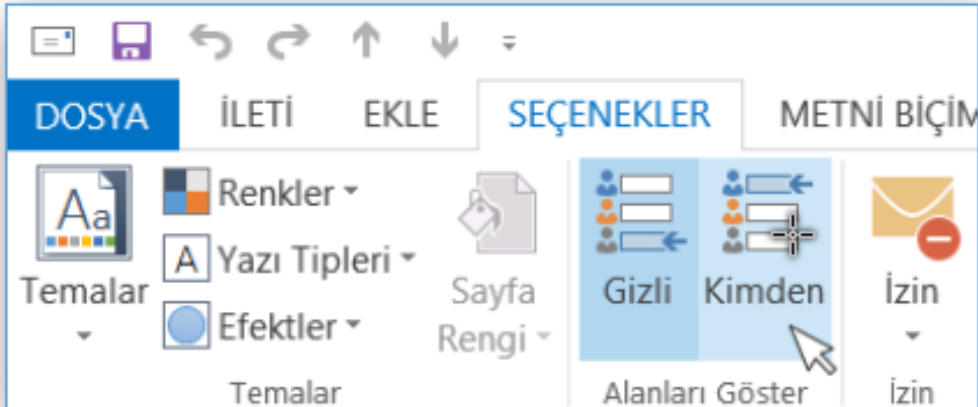 DOSYA İLETİ EKLE SEÇENEKLER METNİ BİÇİM
Aa
Temalar
Renkler
A Yazı Tipleri
Efektler
Sayfa
Rengi
Gizli
Kimden
İzin
Temalar
Alanları Göster
İzin